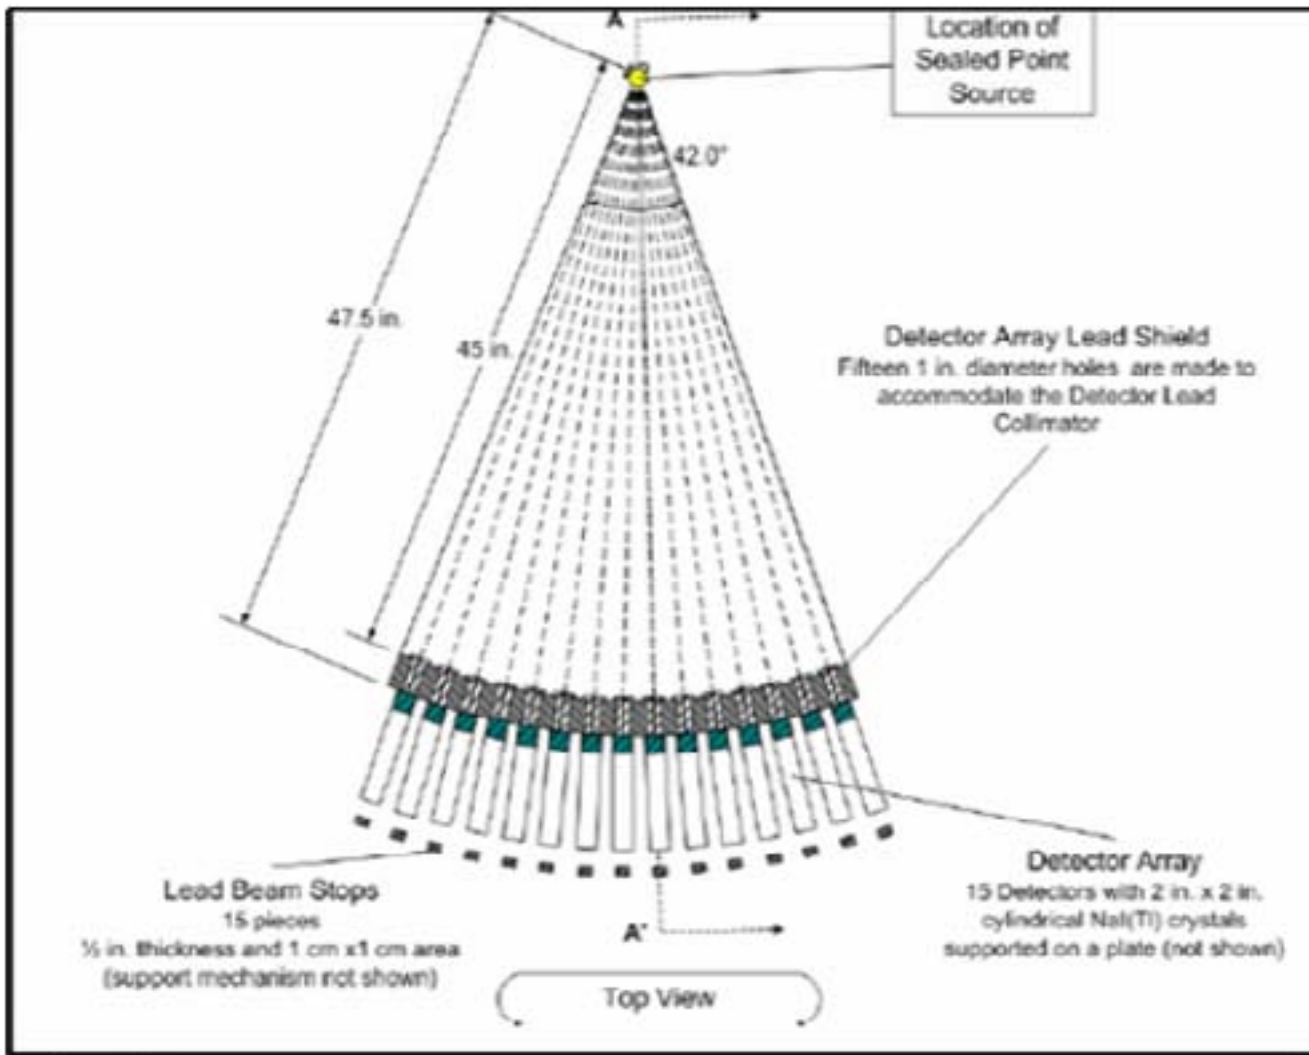 A
Location of
Sealed Point
Source
42.0°
47.5 in.
45 in.
Detector Array Lead Shield
Fifteen 1 in. diameter holes are made to
accommodate the Detector Lead
Collimator
Lead Beam Stops
15 pieces
½ in. thickness and 1 cm x1 cm area
(support mechanism not shown)
Detector Array
15 Detectors with 2 in. x 2 in.
cylindrical NaI(Tl) crystals
supported on a plate (not shown)
A'
Top View